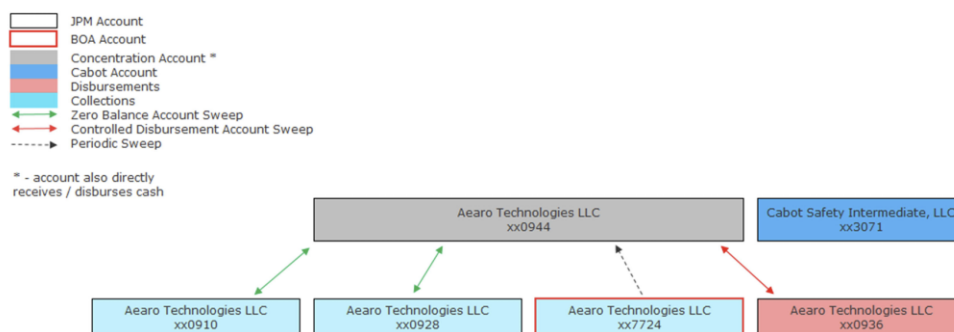 JPM Account
BOA Account
Concentration Account *
Cabot Account
Disbursements
Collections
Zero Balance Account Sweep
Controlled Disbursement Account Sweep
Periodic Sweep
* - account also directly
receives / disburses cash
Aearo Technologies LLC
xx0944
Cabot Safety Intermediate, LLC
xx3071
Aearo Technologies LLC
xx0910
Aearo Technologies LLC
xx0928
Aearo Technologies LLC
xx7724
Aearo Technologies LLC
xx0936